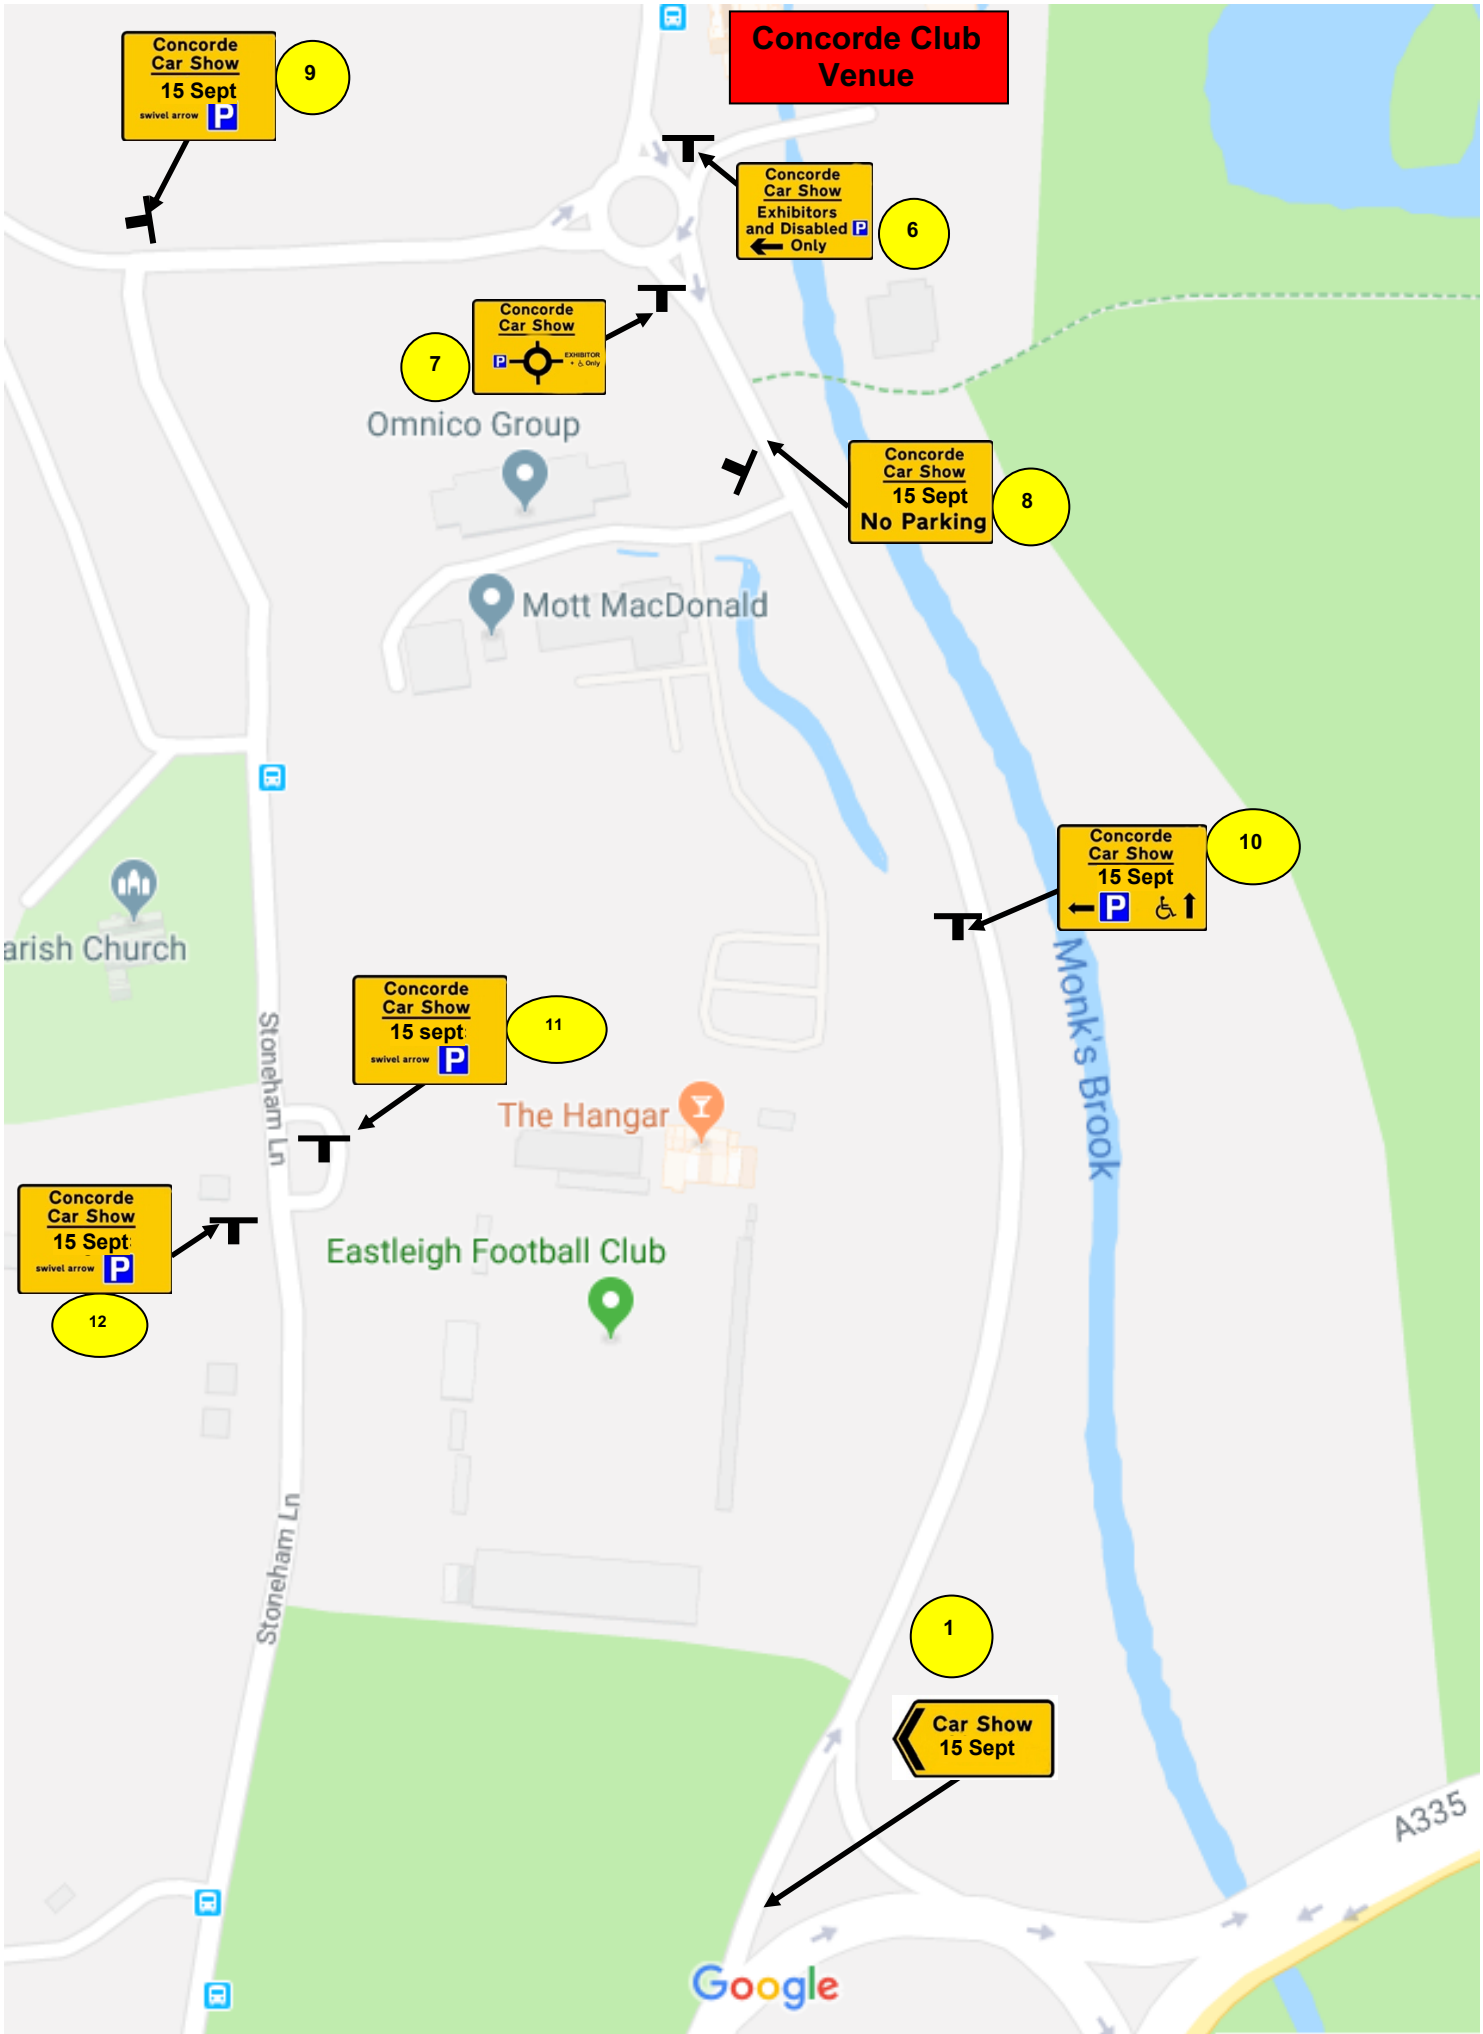 Concorde Club
Venue
Concorde
Car Show
15 Sept
swivel arrow P
9
Concorde
Car Show
Exhibitors
and Disabled P
Only
6
Concorde
Car Show
P
EXHIBITOR
+ Only
7
Omnico Group
Concorde
Car Show
15 Sept
No Parking
8
Mott MacDonald
Concorde
Car Show
15 Sept
P
10
arish Church
Monk's Brook
Concorde
Car Show
15 sept
swivel arrow P
11
Stoneham Ln
The Hangar
Concorde
Car Show
15 Sept
swivel arrow P
12
Eastleigh Football Club
Stoneham Ln
1
Car Show
15 Sept
A335
Google